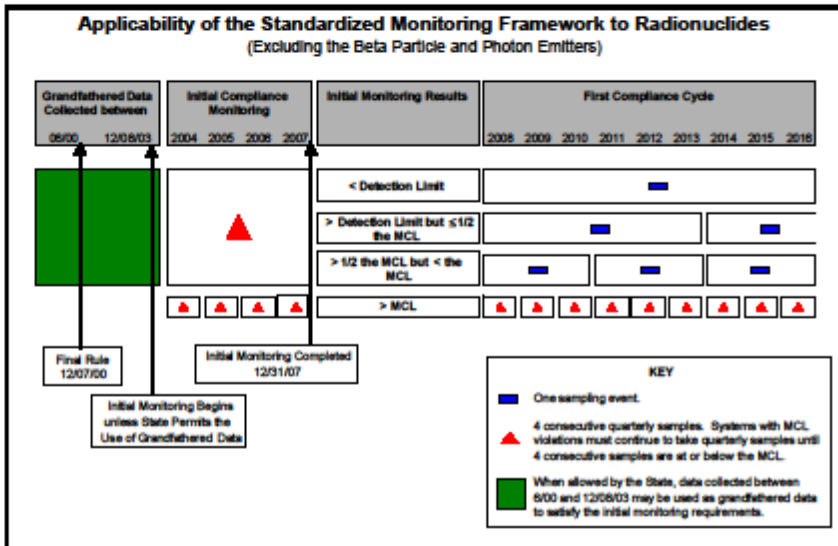 Applicability of the Standardized Monitoring Framework to Radionuclides
(Excluding the Beta Particle and Photon Emitters)
Grandfathered Data
Collected between
06/00 12/08/03
Initial Compliance
Monitoring
2004 2005 2006 2007
Initial Monitoring Results
First Compliance Cycle
2008 2009 2010 2011 2012 2013 2014 2015 2016
< Detection Limit
> Detection Limit but ≤1/2
the MCL
> 1/2 the MCL but < the
MCL
> MCL
Final Rule
12/07/00
Initial Monitoring Completed
12/31/07
Initial Monitoring Begins
unless State Permits the
Use of Grandfathered Data
KEY
One sampling event.
4 consecutive quarterly samples. Systems with MCL
violations must continue to take quarterly samples until
4 consecutive samples are at or below the MCL.
When allowed by the State, data collected between
6/00 and 12/08/03 may be used as grandfathered data
to satisfy the initial monitoring requirements.